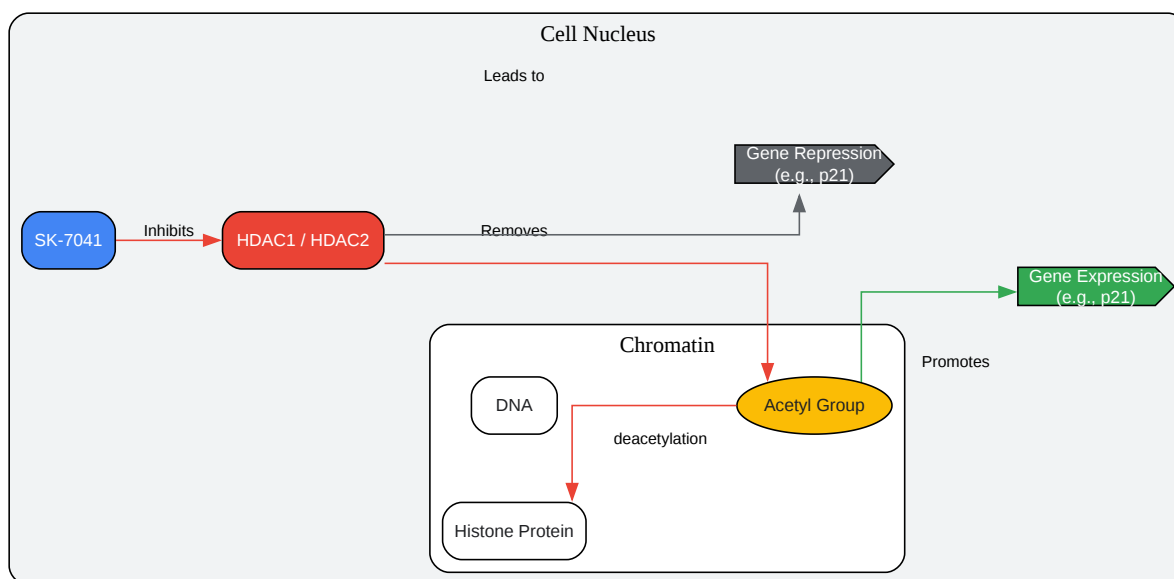 Cell Nucleus
Leads to
Gene Repression
(e.g., p21)
SK-7041
Inhibits
HDAC1 / HDAC2
Removes
Gene Expression
(e.g., p21)
Chromatin
Promotes
DNA
Acetyl Group
deacetylation
Histone Protein